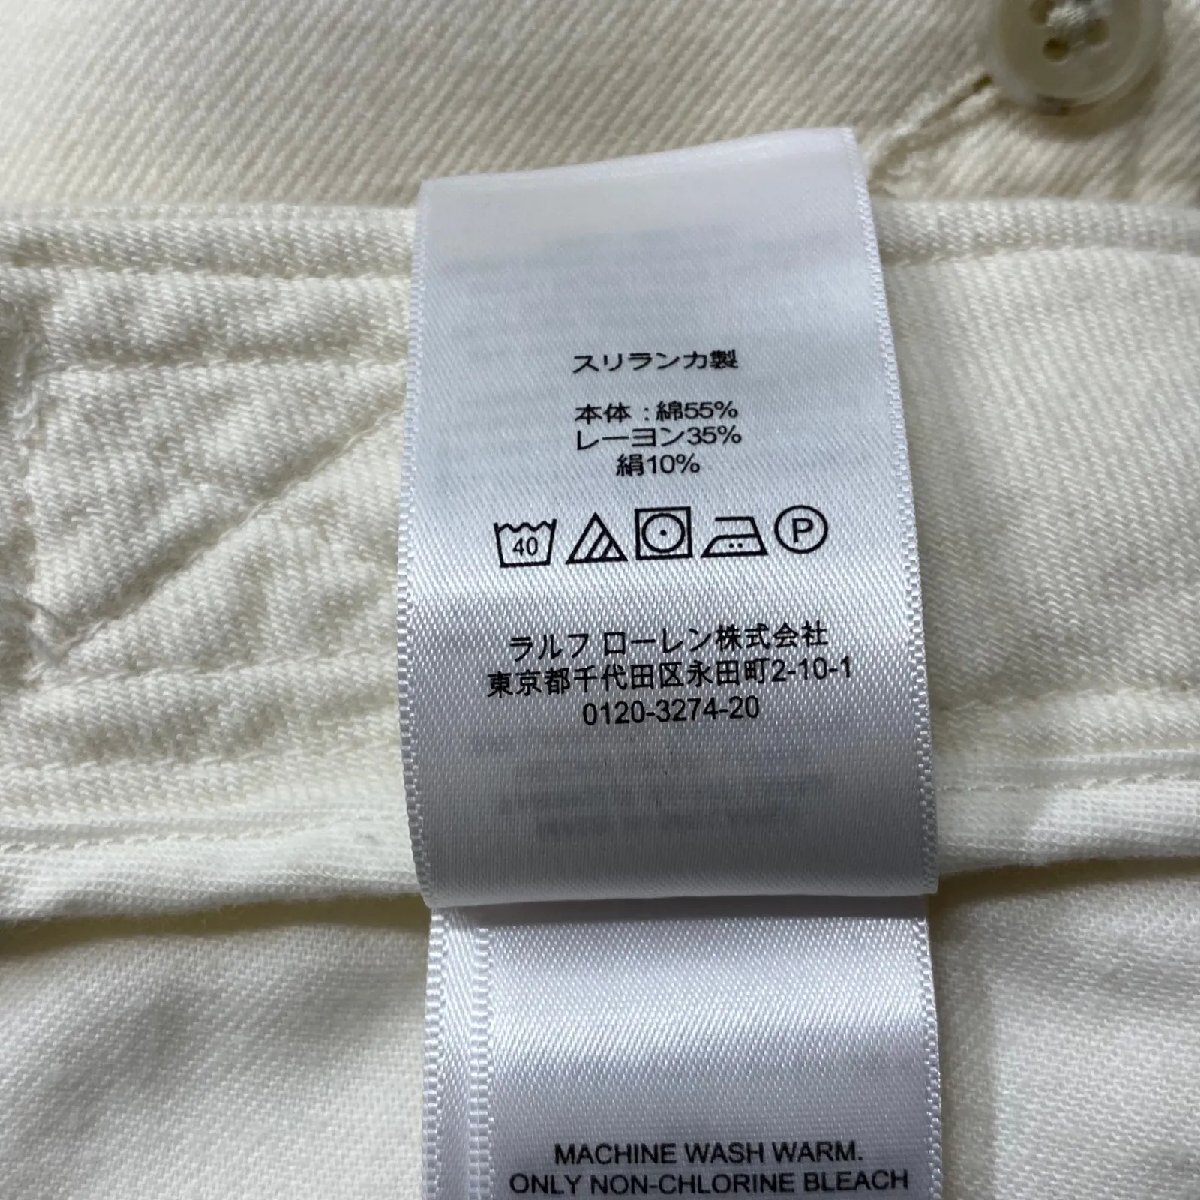 スリランカ製
本体 : 綿55%
レーヨン35%
絹10%
40 P
ラルフ ローレン株式会社
東京都千代田区永田町2-10-1
0120-3274-20
MACHINE WASH WARM.
ONLY NON-CHLORINE BLEACH